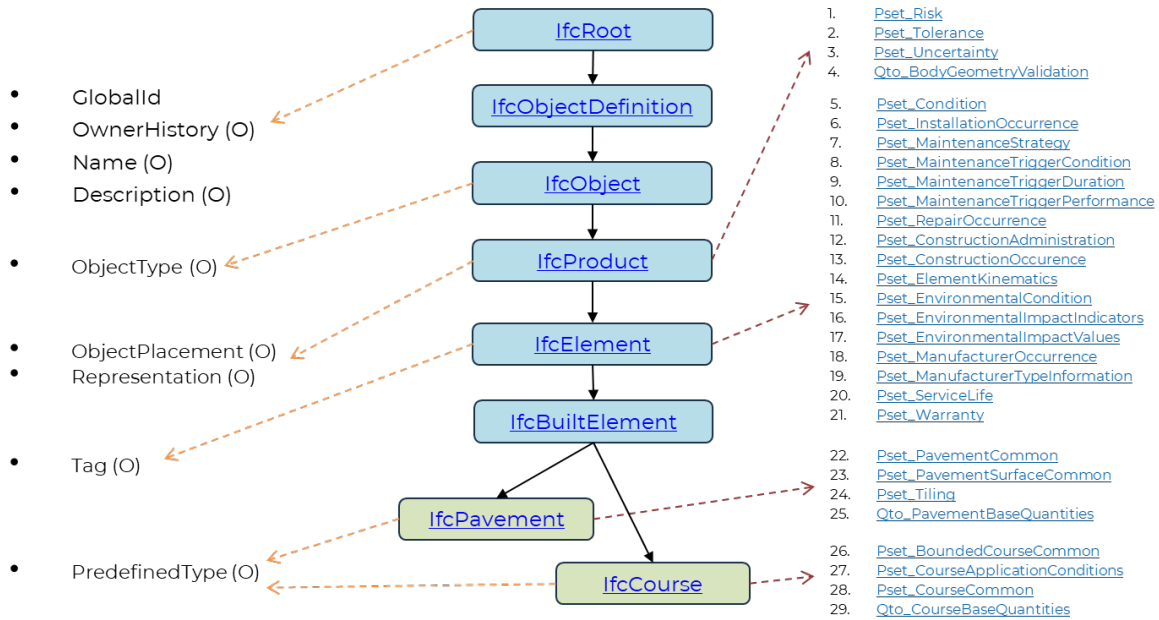 IfcRoot
IfcObjectDefinition
IfcObject
IfcProduct
IfcElement
IfcBuiltElement
IfcPavement
IfcCourse
• GlobalId
• OwnerHistory (O)
• Name (O)
• Description (O)
• ObjectType (O)
• ObjectPlacement (O)
• Representation (O)
• Tag (O)
• PredefinedType (O)
1. Pset_Risk
2. Pset_Tolerance
3. Pset_Uncertainty
4. Qto_BodyGeometryValidation
5. Pset_Condition
6. Pset_InstallationOccurrence
7. Pset_MaintenanceStrategy
8. Pset_MaintenanceTriggerCondition
9. Pset_MaintenanceTriggerDuration
10. Pset_MaintenanceTriggerPerformance
11. Pset_RepairOccurrence
12. Pset_ConstructionAdministration
13. Pset_ConstructionOccurence
14. Pset_ElementKinematics
15. Pset_EnvironmentalCondition
16. Pset_EnvironmentalImpactIndicators
17. Pset_EnvironmentalImpactValues
18. Pset_ManufacturerOccurrence
19. Pset_ManufacturerTypeInformation
20. Pset_ServiceLife
21. Pset_Warranty
22. Pset_PavementCommon
23. Pset_PavementSurfaceCommon
24. Pset_Tiling
25. Qto_PavementBaseQuantities
26. Pset_BoundedCourseCommon
27. Pset_CourseApplicationConditions
28. Pset_CourseCommon
29. Qto_CourseBaseQuantities